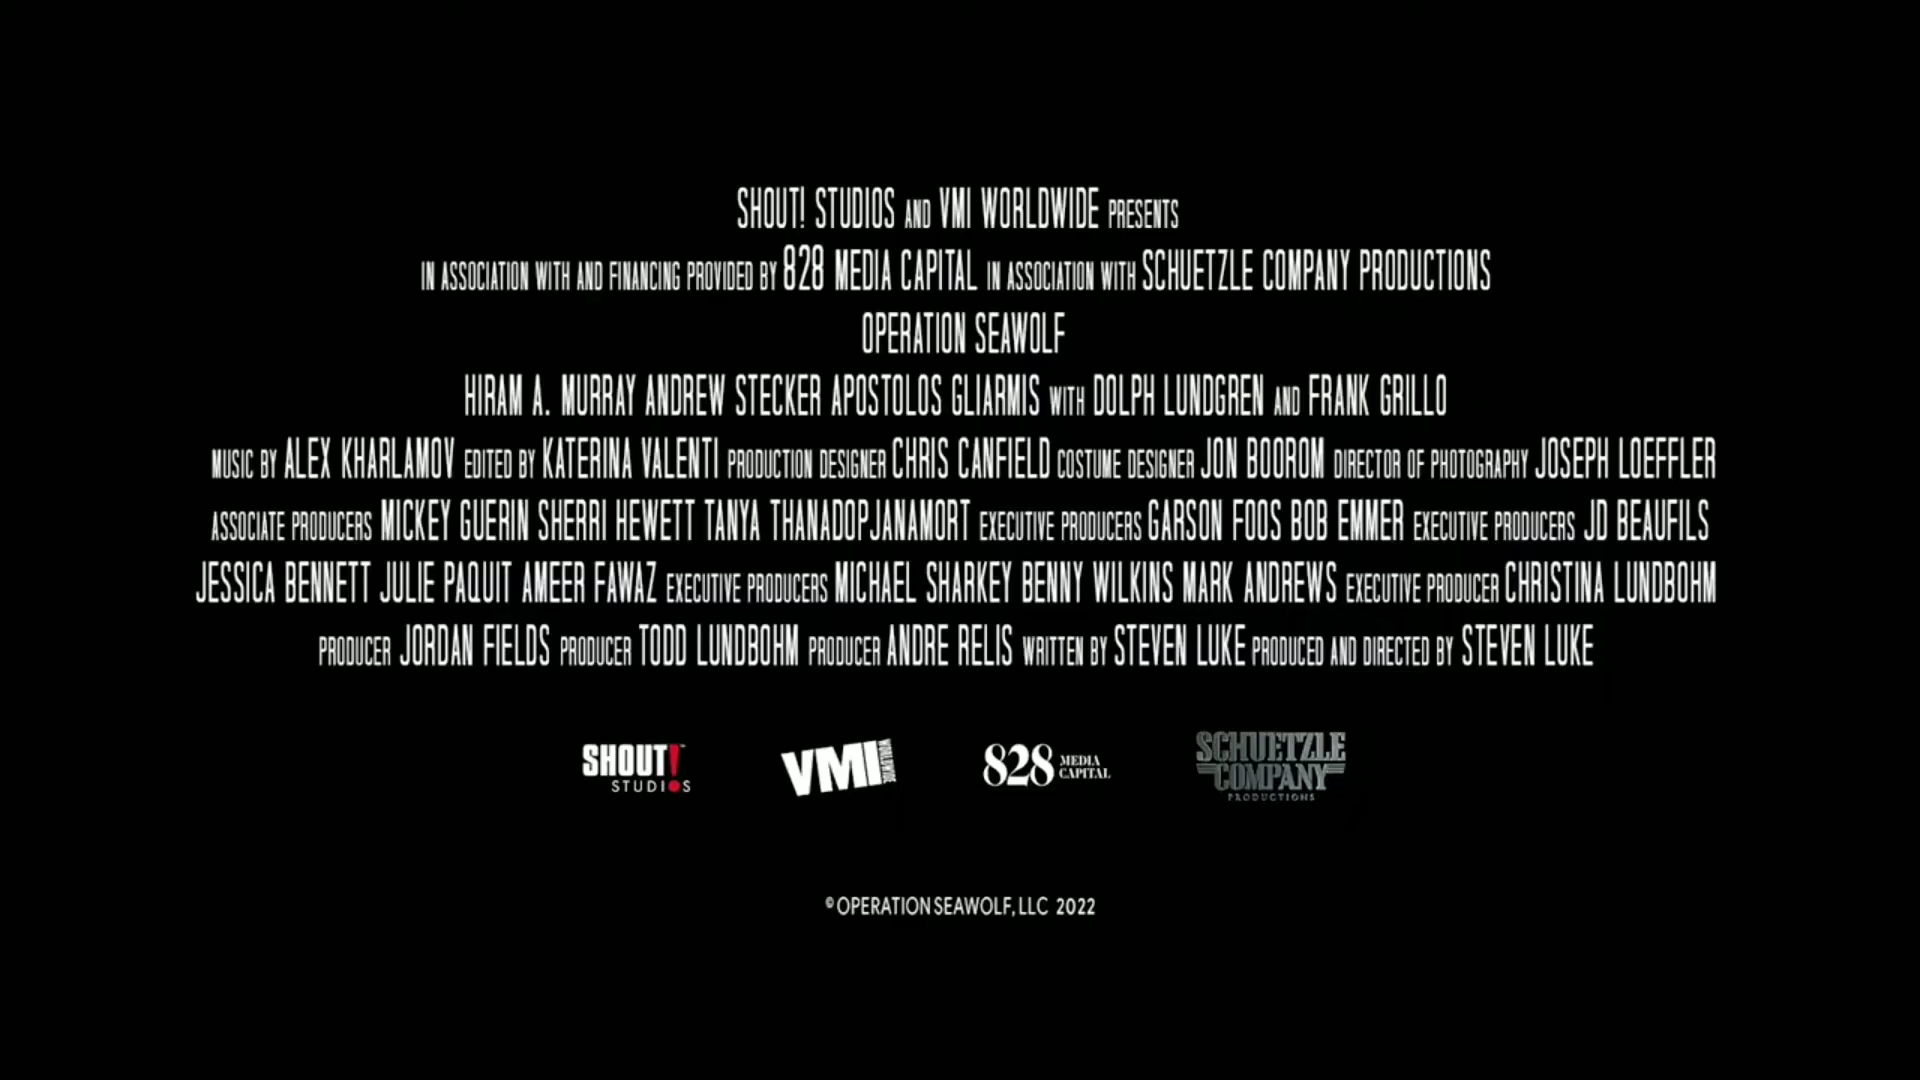 SHOUT! STUDIOS AND VMI WORLDWIDE PRESENTS
IN ASSOCIATION WITH AND FINANCING PROVIDED BY 828 MEDIA CAPITAL IN ASSOCIATION WITH SCHUETZLE COMPANY PRODUCTIONS
OPERATION SEAWOLF
HIRAM A. MURRAY ANDREW STECKER APOSTOLOS GLIARMIS WITH DOLPH LUNDGREN AND FRANK GRILLO
MUSIC BY ALEX KHARLAMOV EDITED BY KATERINA VALENTI PRODUCTION DESIGNER CHRIS CANFIELD COSTUME DESIGNER JON BOOROM DIRECTOR OF PHOTOGRAPHY JOSEPH LOEFFLER
ASSOCIATE PRODUCERS MICKEY GUERIN SHERRI HEWETT TANYA THANADOPJANAMORT EXECUTIVE PRODUCERS GARSON FOOS BOB EMMER EXECUTIVE PRODUCERS JD BEAUFILS
JESSICA BENNETT JULIE PAQUIT AMEER FAWAZ EXECUTIVE PRODUCERS MICHAEL SHARKEY BENNY WILKINS MARK ANDREWS EXECUTIVE PRODUCER CHRISTINA LUNDBOHM
PRODUCER JORDAN FIELDS PRODUCER TODD LUNDBOHM PRODUCER ANDRE RELIS WRITTEN BY STEVEN LUKE PRODUCED AND DIRECTED BY STEVEN LUKE
SHOUT!™
STUDIOS
VMI WORLDWIDE
828 MEDIA
CAPITAL
SCHUETZLE
COMPANY
PRODUCTIONS
© OPERATION SEAWOLF, LLC 2022